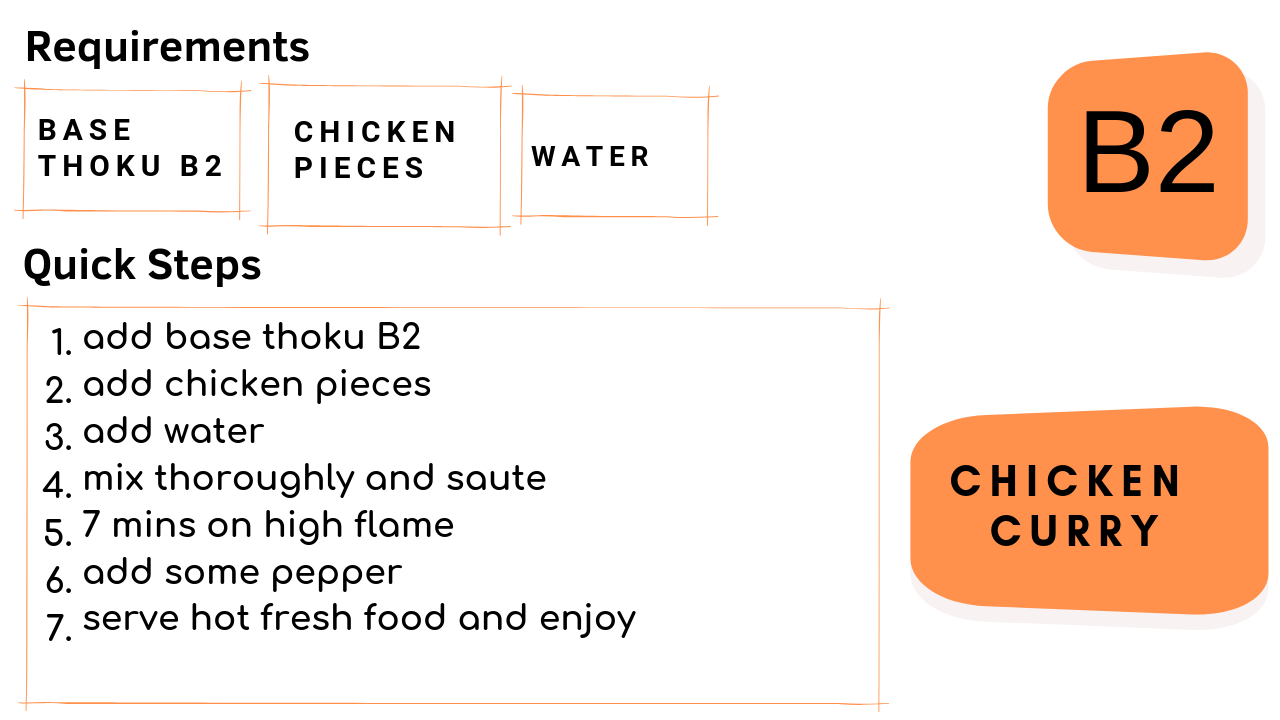 Requirements
BASE
THOKU B2
CHICKEN
PIECES
WATER
B2
Quick Steps
1. add base thoku B2
2. add chicken pieces
3. add water
4. mix thoroughly and saute
5. 7 mins on high flame
6. add some pepper
7. serve hot fresh food and enjoy
CHICKEN
CURRY